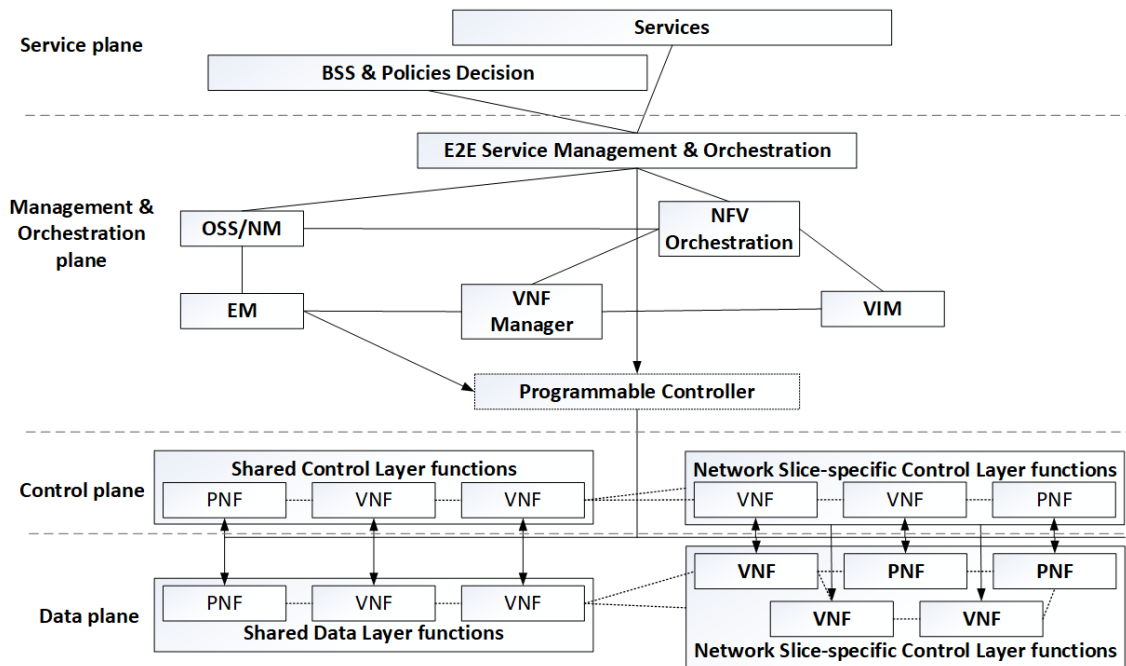 Services
Service plane
BSS & Policies Decision
E2E Service Management & Orchestration
Management &
Orchestration
plane
OSS/NM
NFV
Orchestration
EM
VNF
Manager
VIM
Programmable Controller
Control plane
Shared Control Layer functions
PNF VNF VNF
Network Slice-specific Control Layer functions
VNF VNF PNF
Data plane
PNF VNF VNF
Shared Data Layer functions
VNF PNF PNF
VNF VNF
Network Slice-specific Control Layer functions